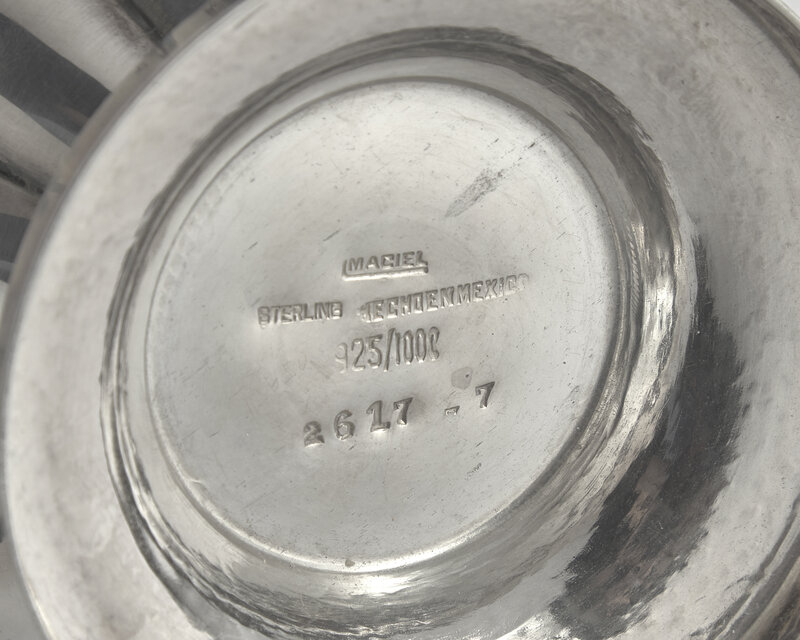 MACIEL
STERLING HECHOENMEXICO
925/1000
2617 - 7